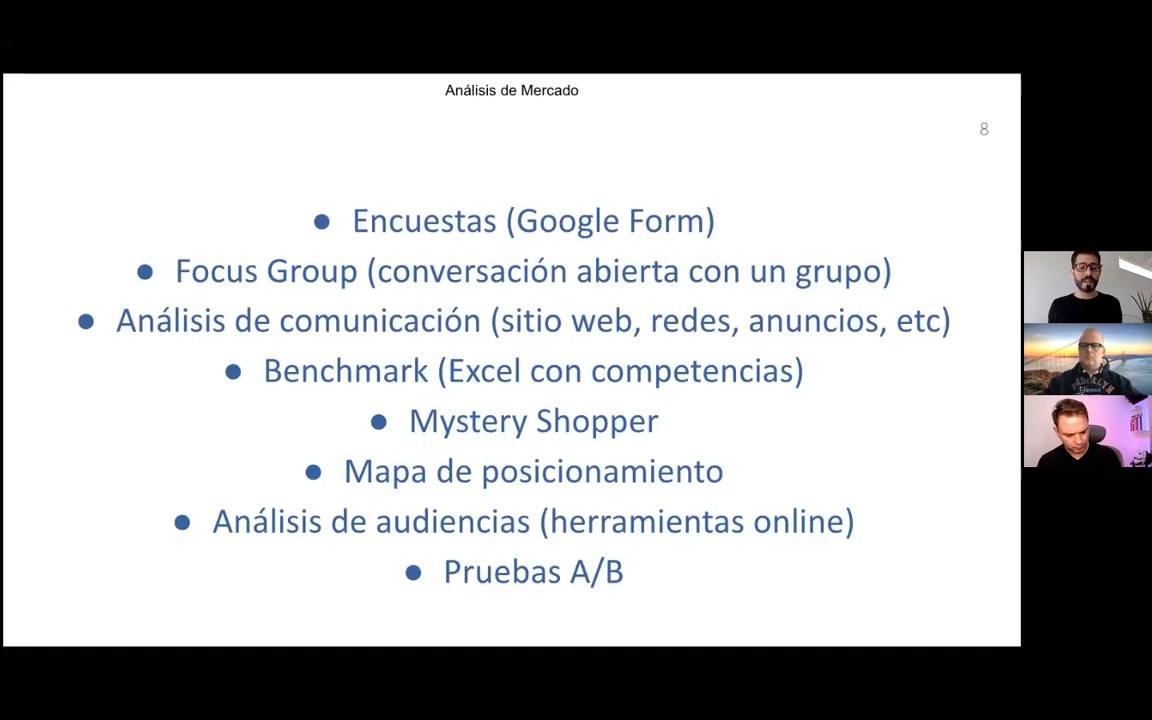 Análisis de Mercado
8
● Encuestas (Google Form)
● Focus Group (conversación abierta con un grupo)
● Análisis de comunicación (sitio web, redes, anuncios, etc)
● Benchmark (Excel con competencias)
● Mystery Shopper
● Mapa de posicionamiento
● Análisis de audiencias (herramientas online)
● Pruebas A/B
BROOKLYN